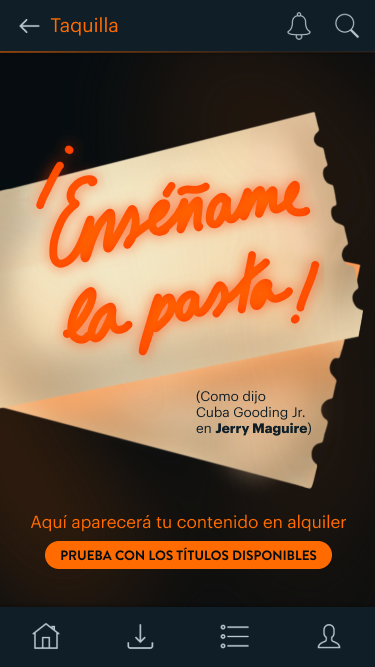 Taquilla
¡Enséñame
la pasta!
(Como dijo
Cuba Gooding Jr.
en Jerry Maguire)
Aquí aparecerá tu contenido en alquiler
PRUEBA CON LOS TÍTULOS DISPONIBLES